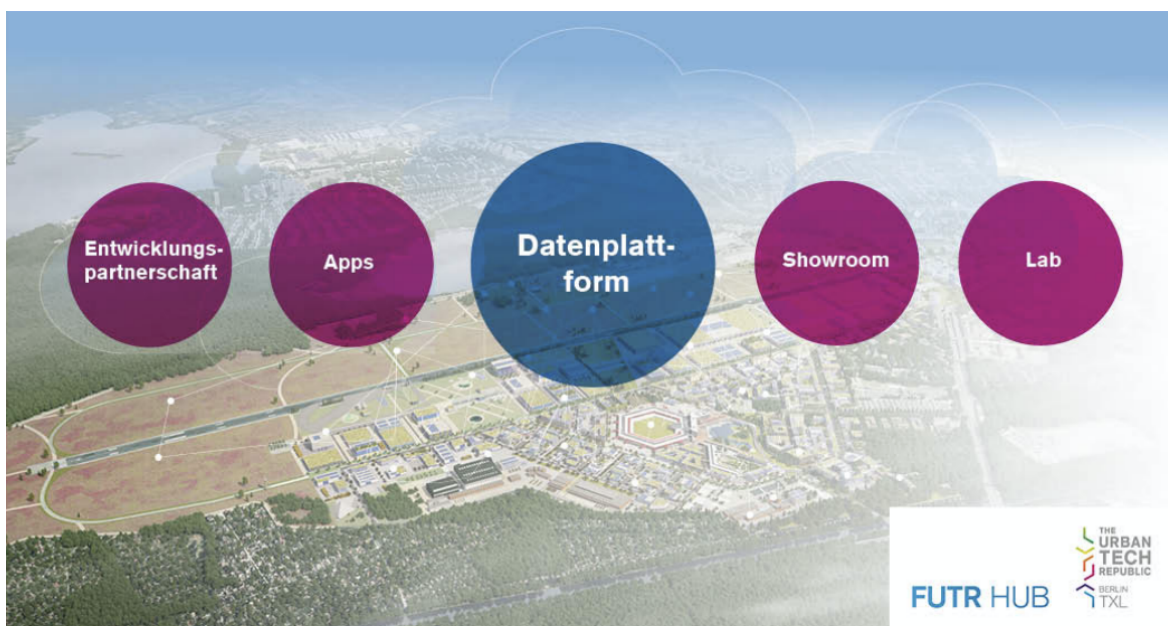 Entwicklungs-
partnerschaft
Apps
Datenplatt-
form
Showroom
Lab
FUTR HUB
THE
URBAN
TECH
REPUBLIC
BERLIN
TXL